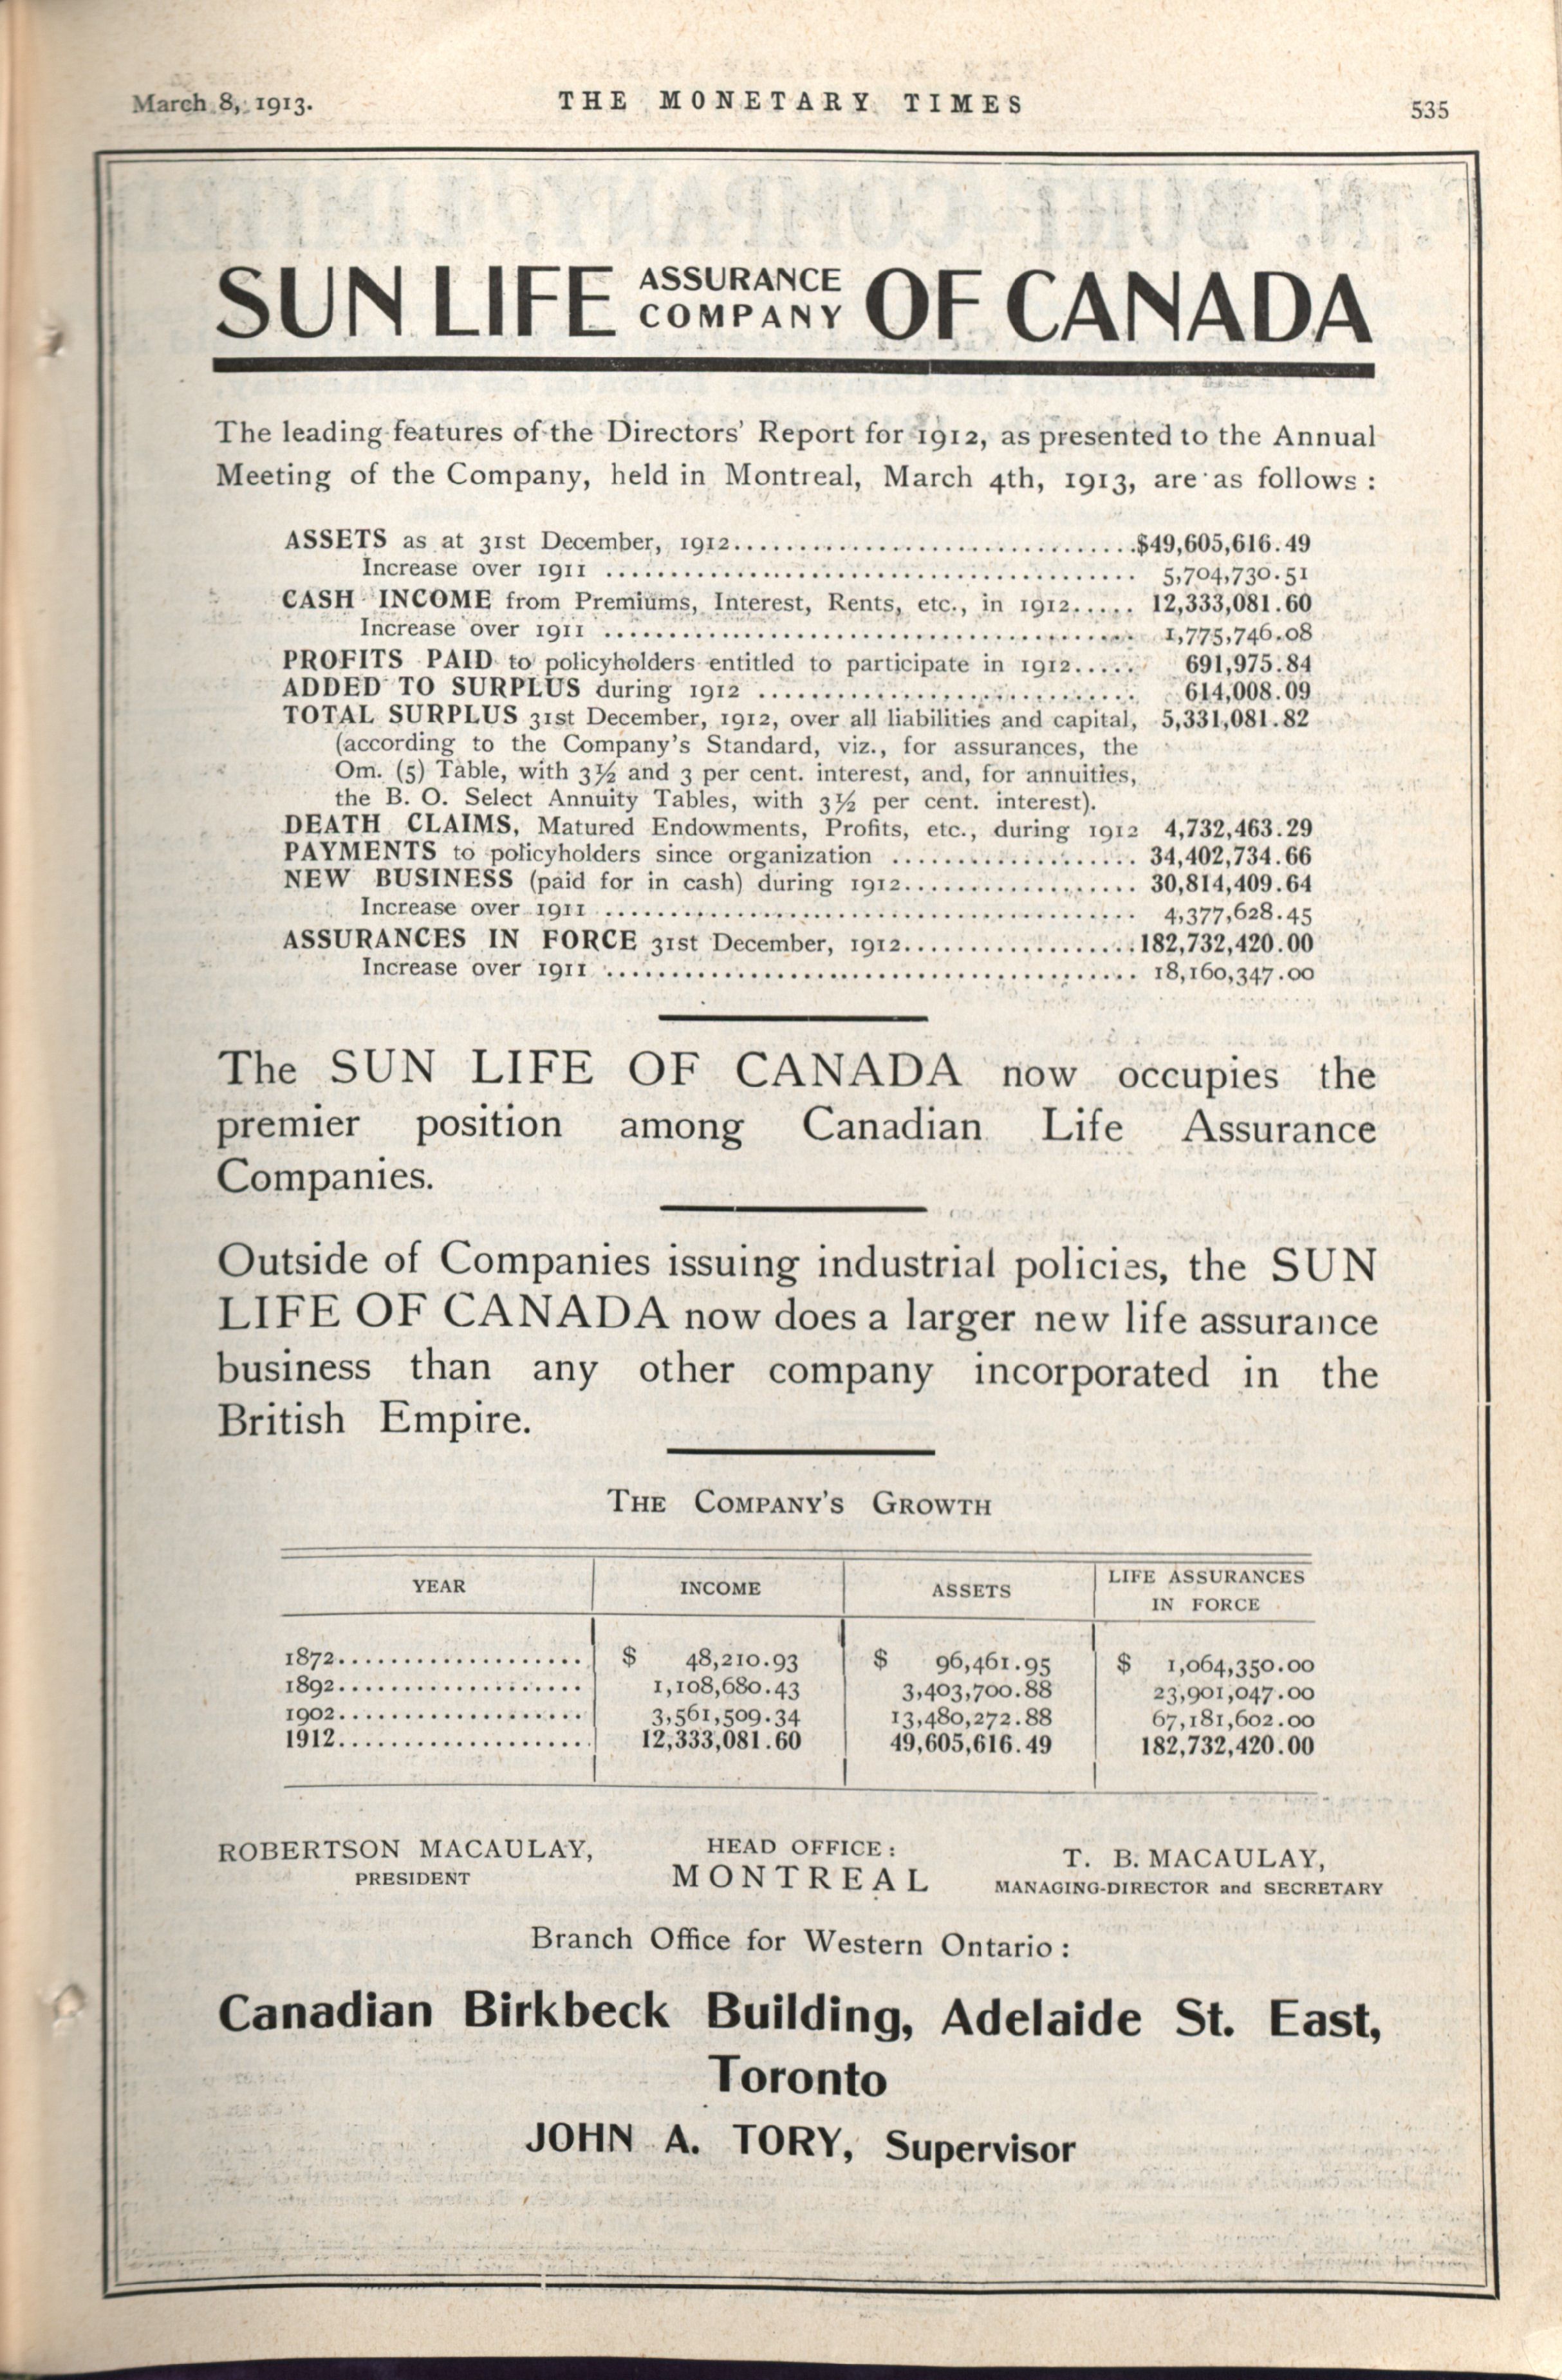 March 8, 1913.
THE MONETARY TIMES
535
SUN LIFE ASSURANCE COMPANY OF CANADA
The leading features of the Directors' Report for 1912, as presented to the Annual
Meeting of the Company, held in Montreal, March 4th, 1913, are as follows :
ASSETS as at 31st December, 1912..............................$49,605,616.49
Increase over 1911 ........................................ 5,704,730.51
CASH INCOME from Premiums, Interest, Rents, etc., in 1912..... 12,333,081.60
Increase over 1911 ........................................ 1,775,746.08
PROFITS PAID to policyholders entitled to participate in 1912..... 691,975.84
ADDED TO SURPLUS during 1912 ............................. 614,008.09
TOTAL SURPLUS 31st December, 1912, over all liabilities and capital, 5,331,081.82
(according to the Company's Standard, viz., for assurances, the
Om. (5) Table, with 3½ and 3 per cent. interest, and, for annuities,
the B. O. Select Annuity Tables, with 3½ per cent. interest).
DEATH CLAIMS, Matured Endowments, Profits, etc., during 1912 4,732,463.29
PAYMENTS to policyholders since organization ................... 34,402,734.66
NEW BUSINESS (paid for in cash) during 1912.................. 30,814,409.64
Increase over 1911 ........................................ 4,377,628.45
ASSURANCES IN FORCE 31st December, 1912..................182,732,420.00
Increase over 1911 ........................................ 18,160,347.00
The SUN LIFE OF CANADA now occupies the
premier position among Canadian Life Assurance
Companies.
Outside of Companies issuing industrial policies, the SUN
LIFE OF CANADA now does a larger new life assurance
business than any other company incorporated in the
British Empire.
THE COMPANY'S GROWTH
YEAR INCOME ASSETS LIFE ASSURANCES
IN FORCE
1872................... $ 48,210.93 $ 96,461.95 $ 1,064,350.00
1892................... 1,108,680.43 3,403,700.88 23,901,047.00
1902................... 3,561,509.34 13,480,272.88 67,181,602.00
1912................... 12,333,081.60 49,605,616.49 182,732,420.00
ROBERTSON MACAULAY,
PRESIDENT
HEAD OFFICE :
MONTREAL
T. B. MACAULAY,
MANAGING-DIRECTOR and SECRETARY
Branch Office for Western Ontario :
Canadian Birkbeck Building, Adelaide St. East,
Toronto
JOHN A. TORY, Supervisor